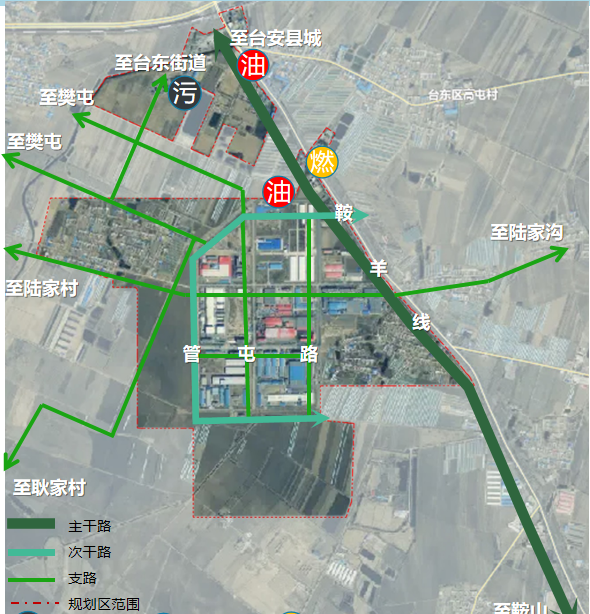 至台安县城
至台东街道
油
污
至樊屯
台东区高屯村
至樊屯
燃
油
鞍
至陆家沟
羊
至陆家村
线
管 屯 路
至耿家村
主干路
次干路
支路
规划区范围
至鞍山